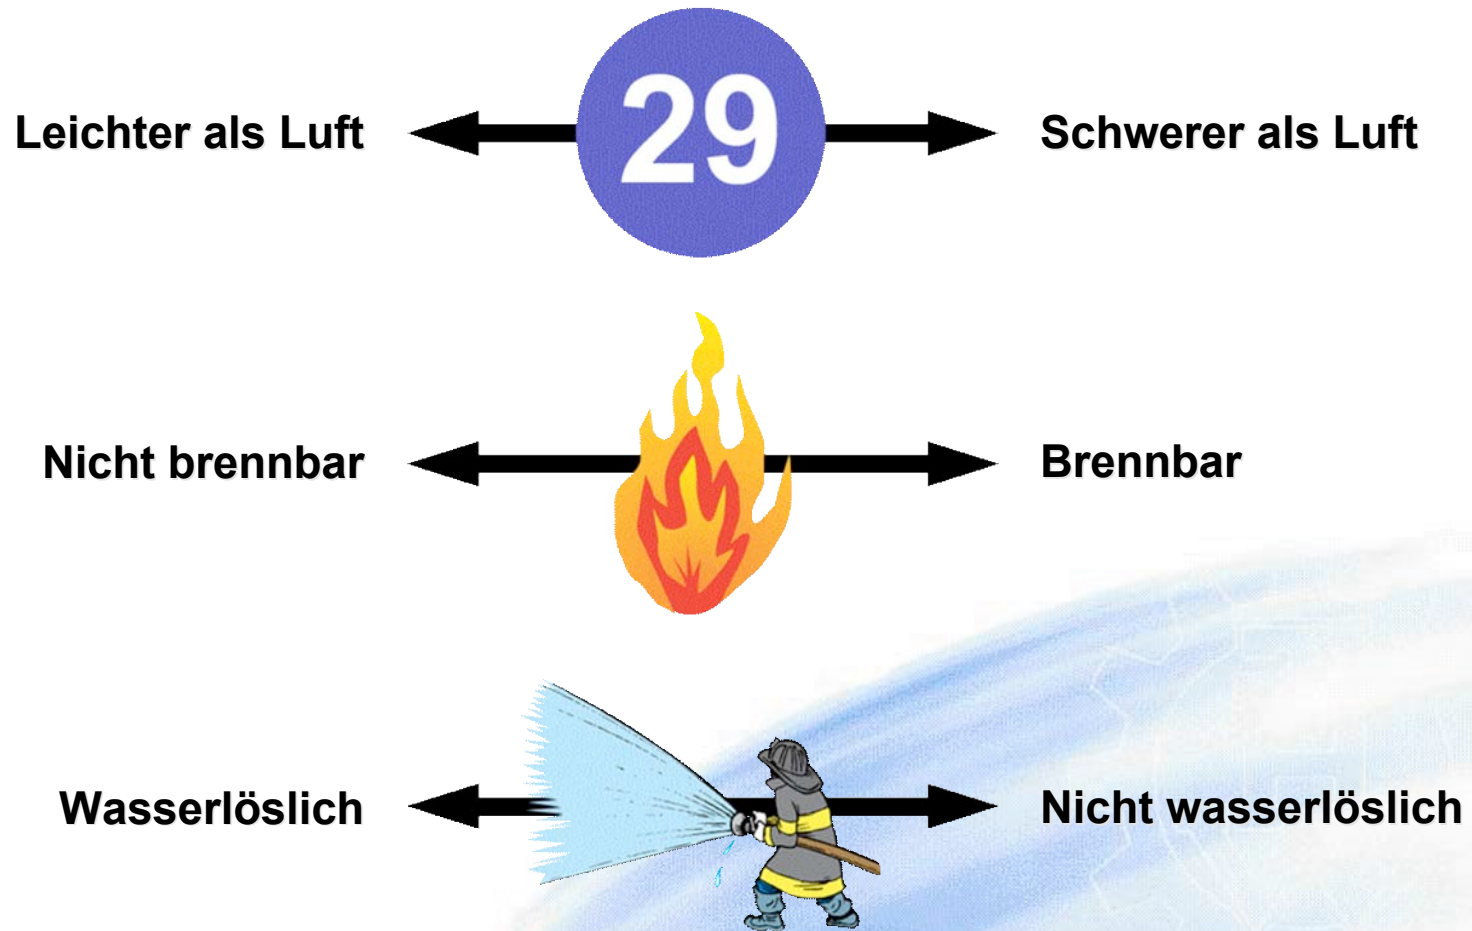 Leichter als Luft
29
Schwerer als Luft
Nicht brennbar
Brennbar
Wasserlöslich
Nicht wasserlöslich